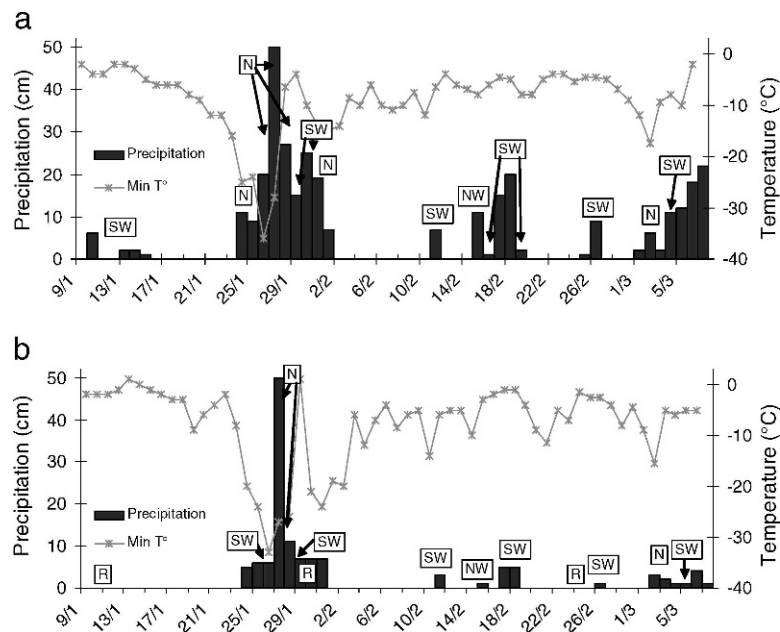 a
Precipitation (cm)
50
40
30
20
10
0
Precipitation
Min T°
SW
N
N
SW
N
SW
NW
SW
SW
N
SW
0
-10
-20
-30
-40
Temperature (°C)
9/1 13/1 17/1 21/1 25/1 29/1 2/2 6/2 10/2 14/2 18/2 22/2 26/2 1/3 5/3
b
Precipitation (cm)
50
40
30
20
10
0
Precipitation
Min T°
R
SW
N
R
SW
SW
NW
SW
R
SW
N
SW
0
-10
-20
-30
-40
Temperature (°C)
9/1 13/1 17/1 21/1 25/1 29/1 2/2 6/2 10/2 14/2 18/2 22/2 26/2 1/3 5/3